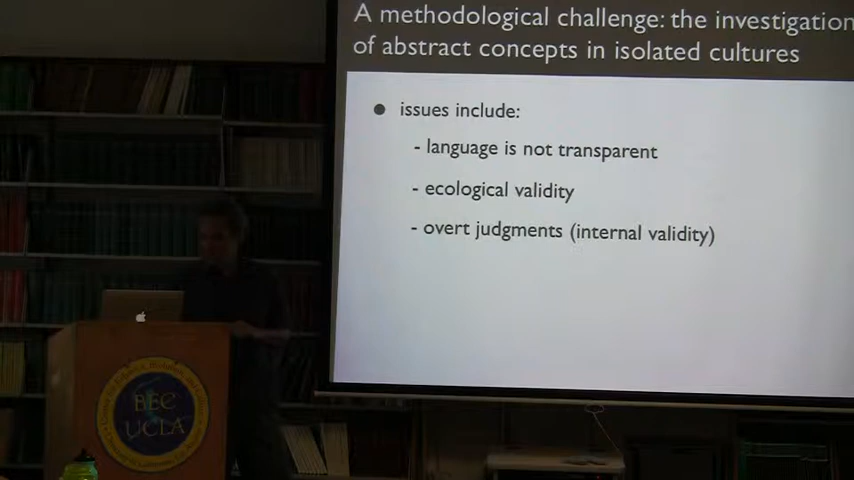 A methodological challenge: the investigation
of abstract concepts in isolated cultures
issues include:
- language is not transparent
- ecological validity
- overt judgments (internal validity)
BEC
UCLA